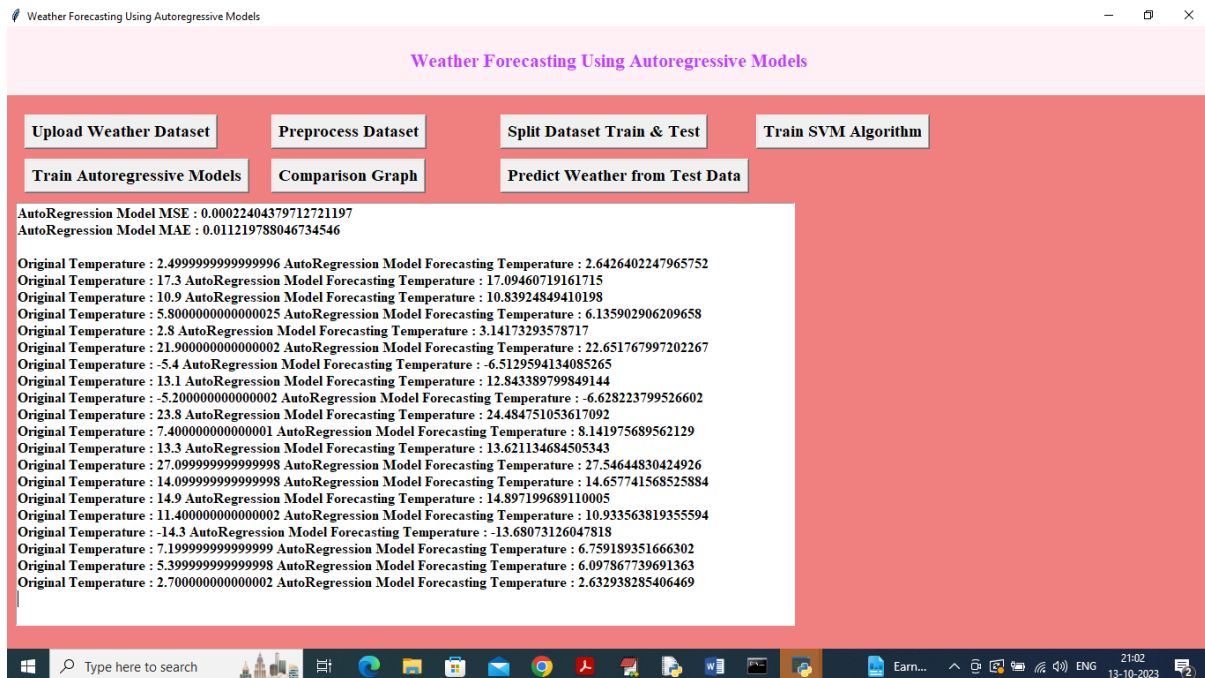 Weather Forecasting Using Autoregressive Models
Weather Forecasting Using Autoregressive Models
Upload Weather Dataset Preprocess Dataset Split Dataset Train & Test Train SVM Algorithm
Train Autoregressive Models Comparison Graph Predict Weather from Test Data
AutoRegression Model MSE : 0.00022404379712721197
AutoRegression Model MAE : 0.011219788046734546
Original Temperature : 2.4999999999999996 AutoRegression Model Forecasting Temperature : 2.6426402247965752
Original Temperature : 17.3 AutoRegression Model Forecasting Temperature : 17.09460719161715
Original Temperature : 10.9 AutoRegression Model Forecasting Temperature : 10.83924849410198
Original Temperature : 5.8000000000000025 AutoRegression Model Forecasting Temperature : 6.135902906209658
Original Temperature : 2.8 AutoRegression Model Forecasting Temperature : 3.14173293578717
Original Temperature : 21.900000000000002 AutoRegression Model Forecasting Temperature : 22.651767997202267
Original Temperature : -5.4 AutoRegression Model Forecasting Temperature : -6.5129594134085265
Original Temperature : 13.1 AutoRegression Model Forecasting Temperature : 12.843389799849144
Original Temperature : -5.200000000000002 AutoRegression Model Forecasting Temperature : -6.628223799526602
Original Temperature : 23.8 AutoRegression Model Forecasting Temperature : 24.484751053617092
Original Temperature : 7.400000000000001 AutoRegression Model Forecasting Temperature : 8.141975689562129
Original Temperature : 13.3 AutoRegression Model Forecasting Temperature : 13.621134684505343
Original Temperature : 27.099999999999998 AutoRegression Model Forecasting Temperature : 27.54644830424926
Original Temperature : 14.099999999999998 AutoRegression Model Forecasting Temperature : 14.657741568525884
Original Temperature : 14.9 AutoRegression Model Forecasting Temperature : 14.897199689110005
Original Temperature : 11.400000000000002 AutoRegression Model Forecasting Temperature : 10.933563819355594
Original Temperature : -14.3 AutoRegression Model Forecasting Temperature : -13.68073126047818
Original Temperature : 7.199999999999999 AutoRegression Model Forecasting Temperature : 6.759189351666302
Original Temperature : 5.399999999999998 AutoRegression Model Forecasting Temperature : 6.097867739691363
Original Temperature : 2.700000000000002 AutoRegression Model Forecasting Temperature : 2.632938285406469
Type here to search Earn... ENG 21:02
13-10-2023 2